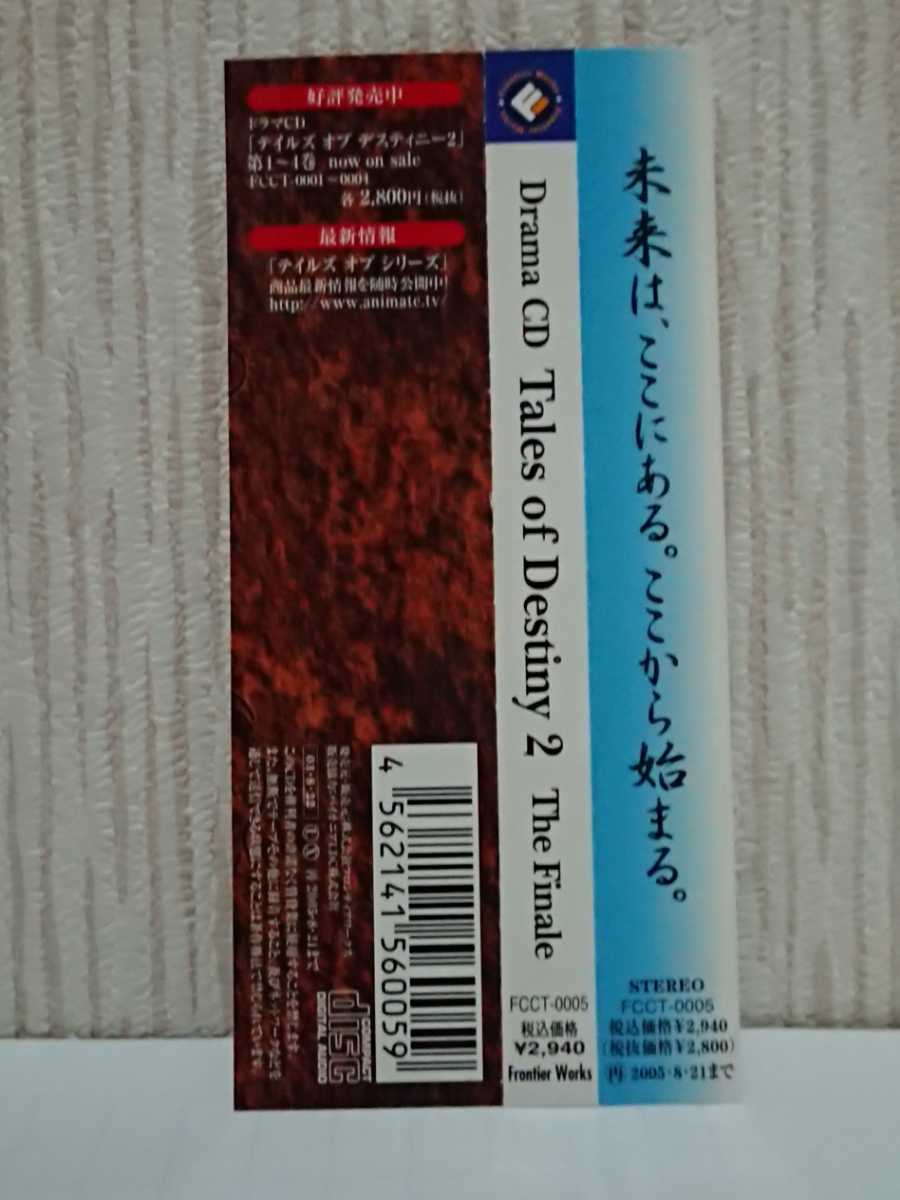 好評発売中
ドラマCD
「テイルズ オブ デスティニー2」
第1〜4巻 now on sale
FCCT-0001〜0004
各 2,800円(税抜)
最新情報
「テイルズ オブ シリーズ」
商品最新情報を随時公開中!
http://www.animate.tv/
4 562141 560059
COMPACT
disc
DIGITAL AUDIO
Drama CD Tales of Destiny 2 The Finale
FCCT-0005
税込価格
¥2,940
Frontier Works
未来は、ここにある。ここから始まる。
STEREO
FCCT-0005
税込価格¥2,940
(税抜価格¥2,800)
再 2005·8·21まで